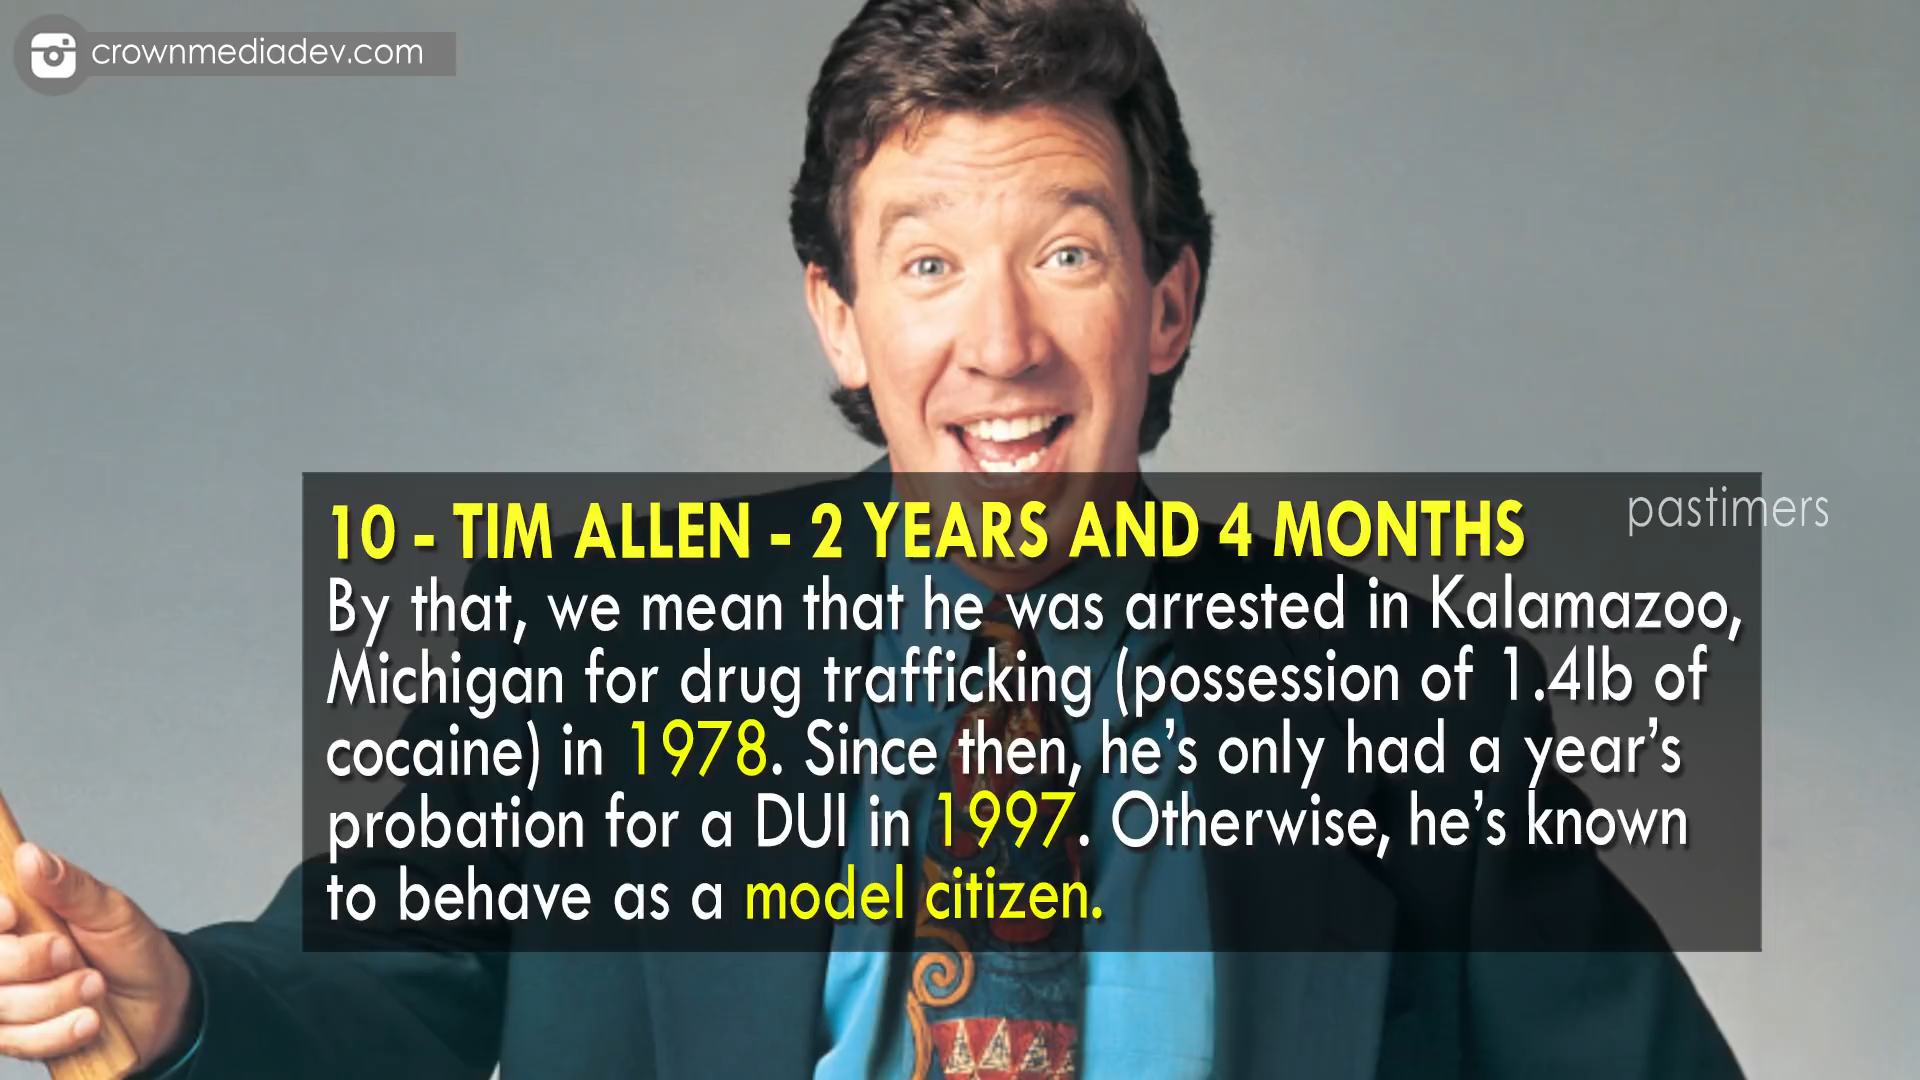 crownmediadev.com
10 - TIM ALLEN - 2 YEARS AND 4 MONTHS
pastimers
By that, we mean that he was arrested in Kalamazoo,
Michigan for drug trafficking (possession of 1.4lb of
cocaine) in 1978. Since then, he's only had a year's
probation for a DUI in 1997. Otherwise, he's known
to behave as a model citizen.